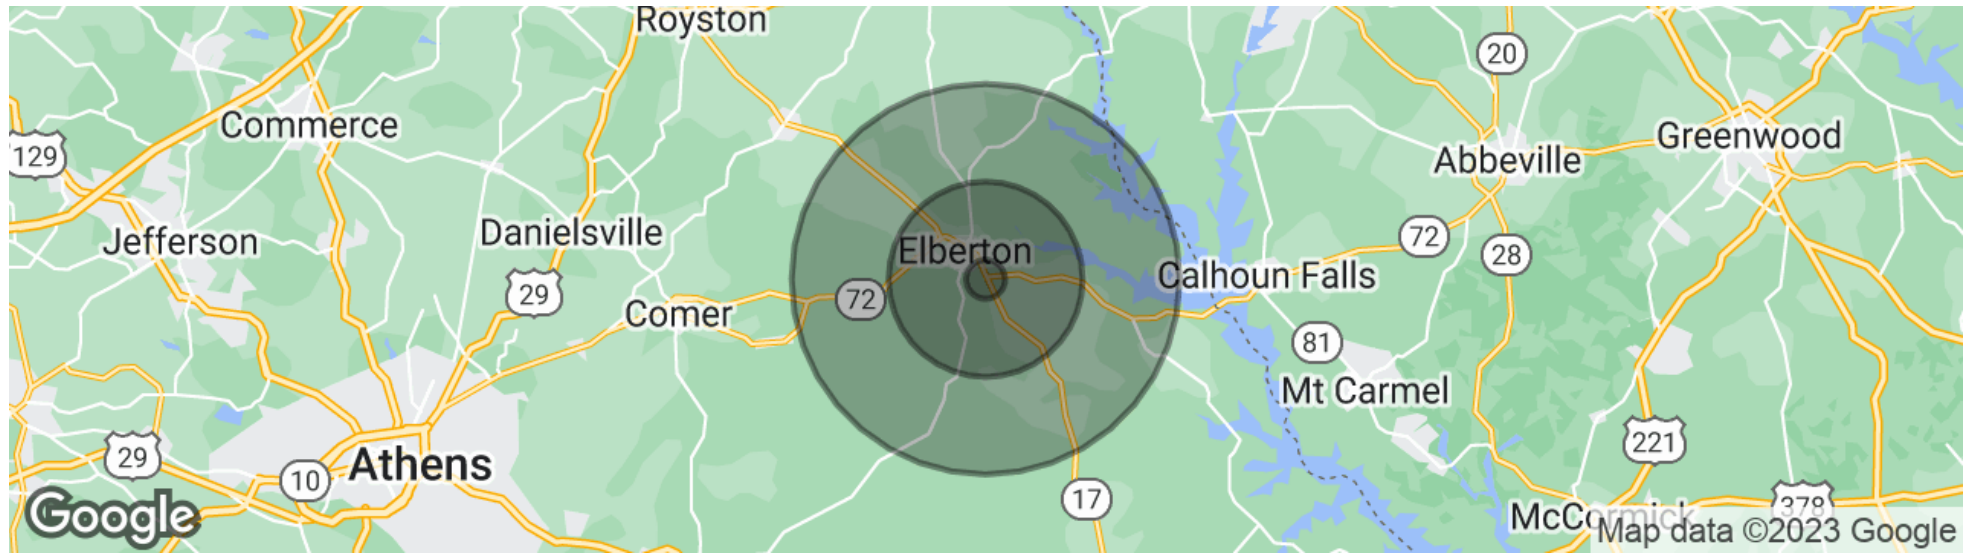 Royston
20
Commerce
Greenwood
129
Abbeville
Danielsville
Jefferson
72
Elberton
28
Calhoun Falls
29
72
Comer
81
Mt Carmel
221
29
Athens
10
17
378
McCormick
Google
Map data ©2023 Google